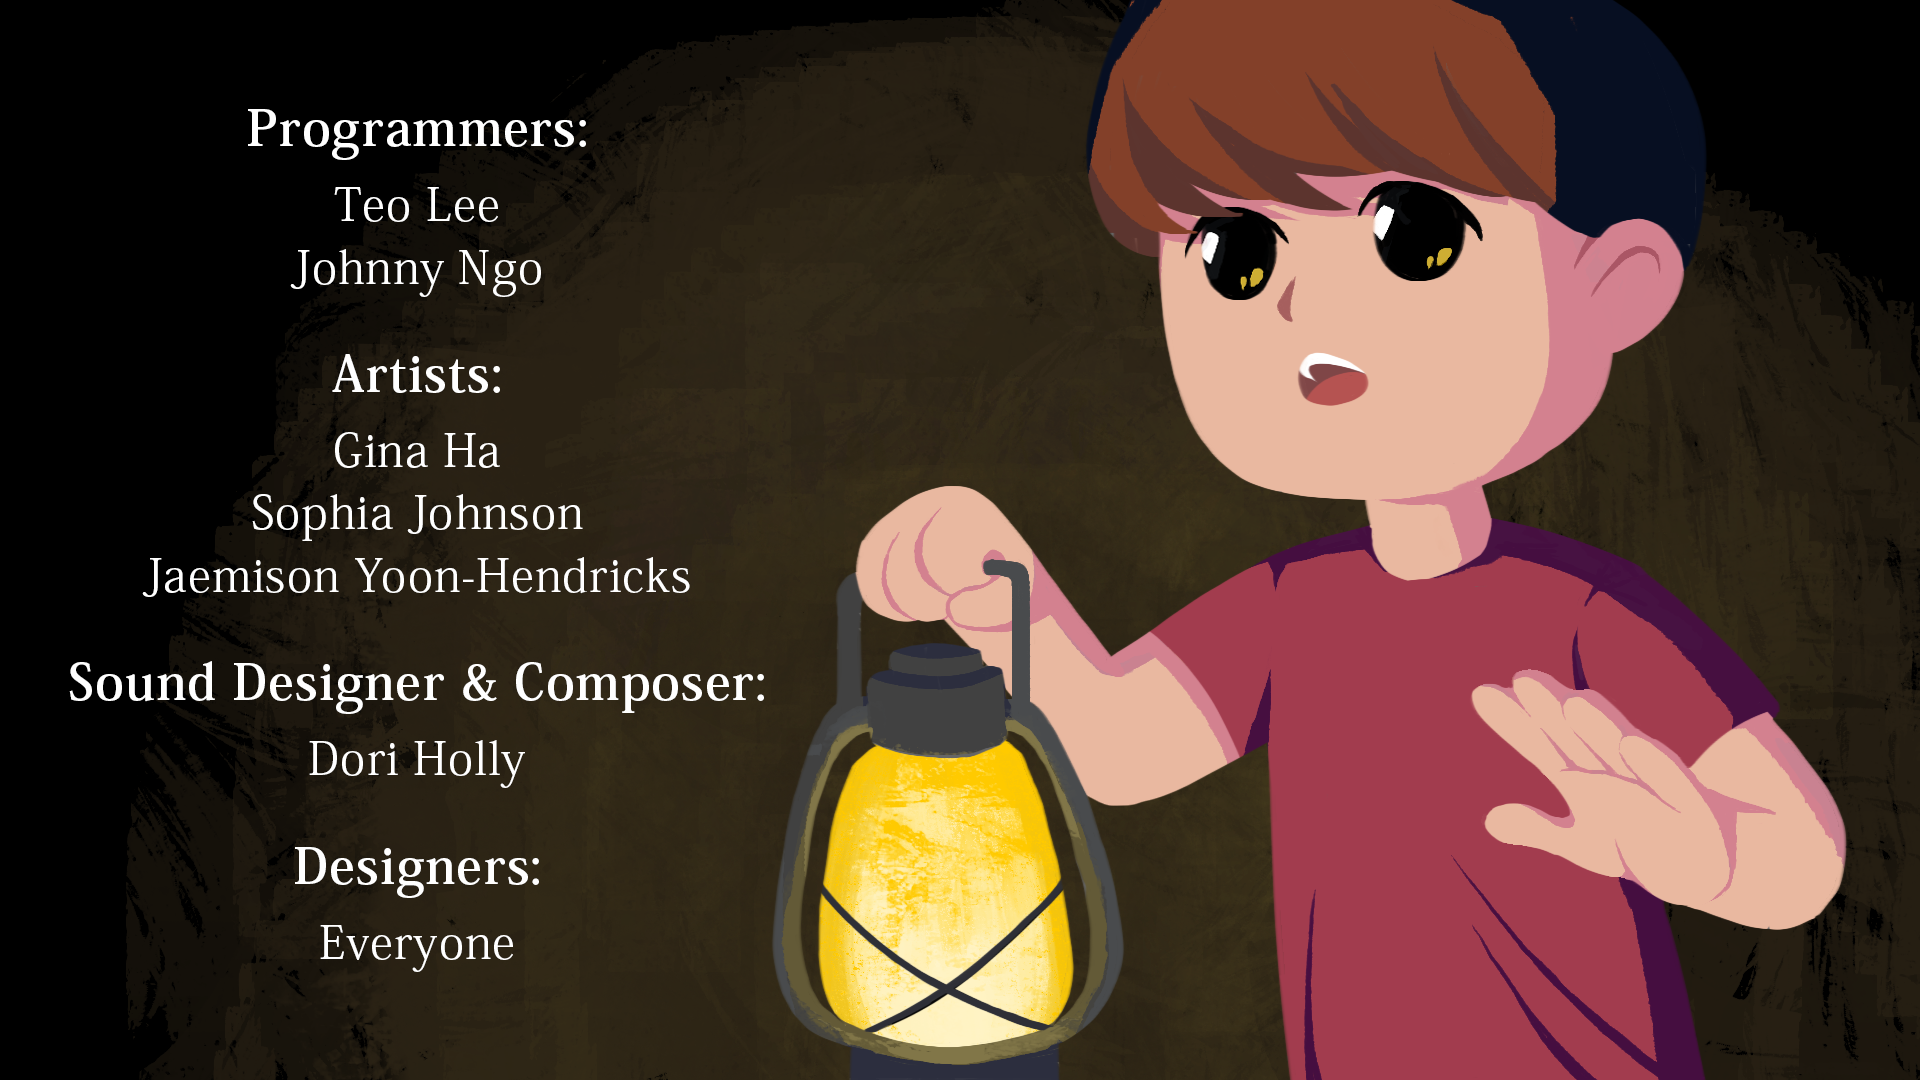 Programmers:
Teo Lee
Johnny Ngo
Artists:
Gina Ha
Sophia Johnson
Jaemison Yoon-Hendricks
Sound Designer & Composer:
Dori Holly
Designers:
Everyone